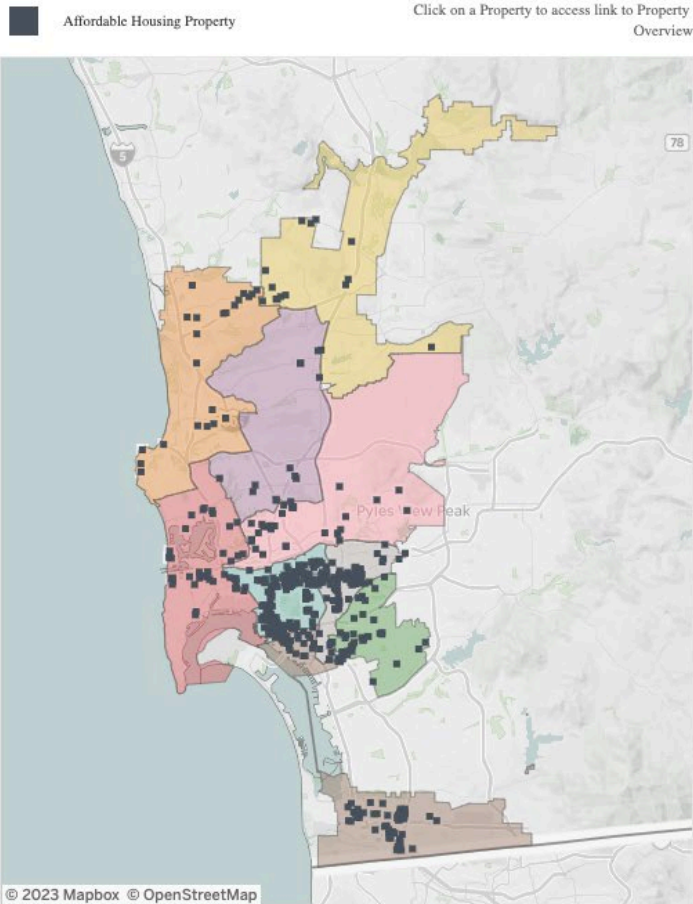 Affordable Housing Property
Click on a Property to access link to Property
Overview
5
78
Pyles Peak
© 2023 Mapbox © OpenStreetMap